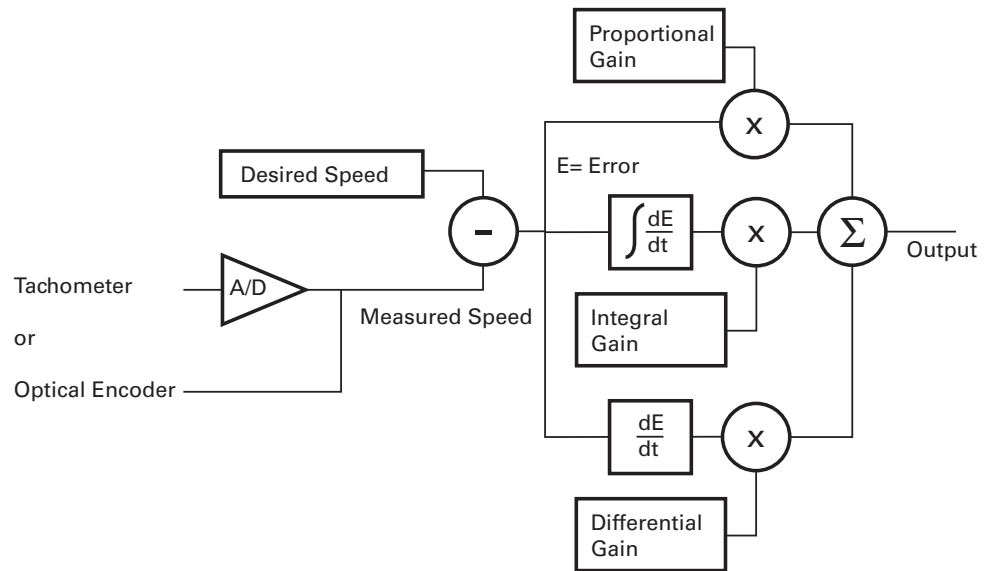 Proportional
Gain
x
Desired Speed
E= Error
-
∫ dE
dt
x
Σ
Output
Tachometer
A/D
or
Measured Speed
Integral
Gain
Optical Encoder
dE
dt
x
Differential
Gain